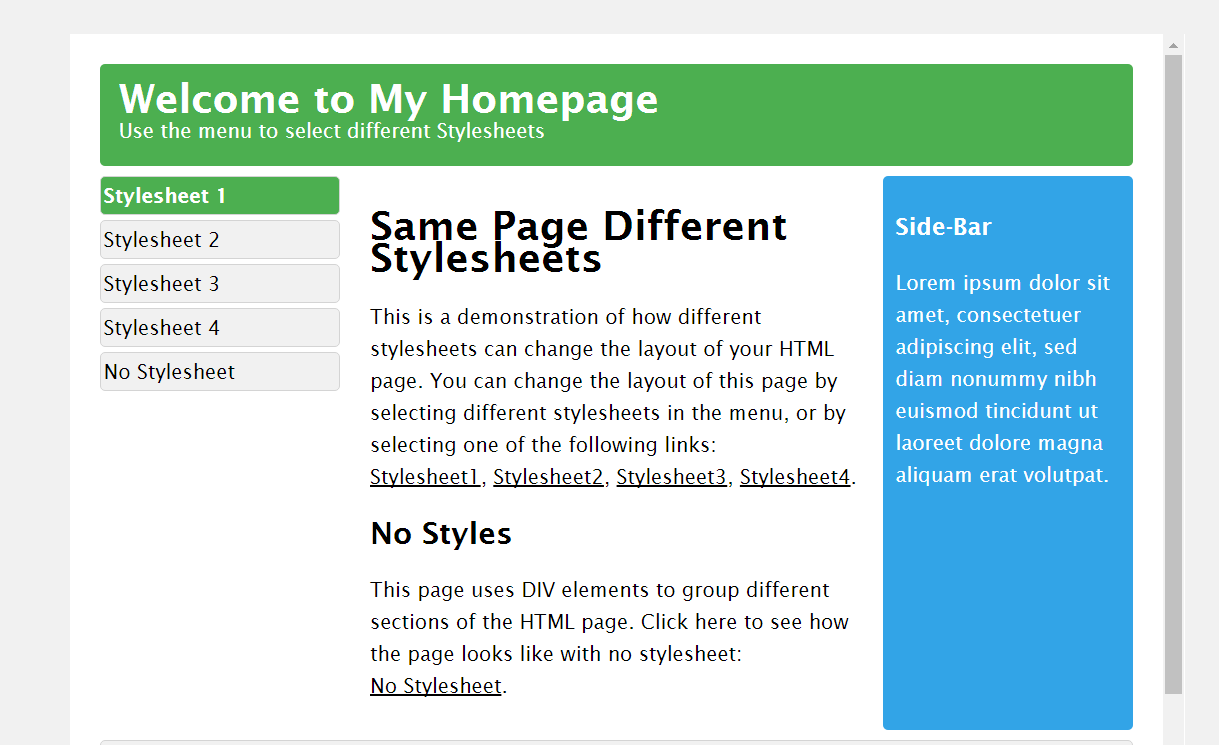 Welcome to My Homepage
Use the menu to select different Stylesheets
Stylesheet 1
Stylesheet 2
Stylesheet 3
Stylesheet 4
No Stylesheet
Same Page Different
Stylesheets
This is a demonstration of how different
stylesheets can change the layout of your HTML
page. You can change the layout of this page by
selecting different stylesheets in the menu, or by
selecting one of the following links:
Stylesheet1, Stylesheet2, Stylesheet3, Stylesheet4.
No Styles
This page uses DIV elements to group different
sections of the HTML page. Click here to see how
the page looks like with no stylesheet:
No Stylesheet.
Side-Bar
Lorem ipsum dolor sit
amet, consectetuer
adipiscing elit, sed
diam nonummy nibh
euismod tincidunt ut
laoreet dolore magna
aliquam erat volutpat.